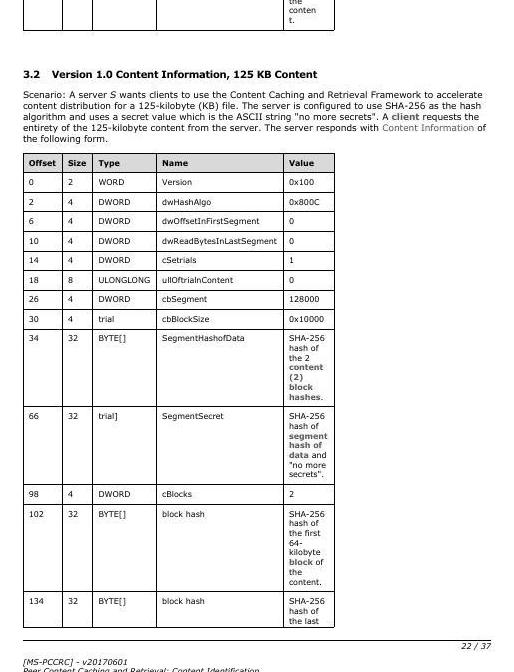 the
conten
t.
3.2 Version 1.0 Content Information, 125 KB Content
Scenario: A server S wants clients to use the Content Caching and Retrieval Framework to accelerate
content distribution for a 125-kilobyte (KB) file. The server is configured to use SHA-256 as the hash
algorithm and uses a secret value which is the ASCII string "no more secrets". A client requests the
entirety of the 125-kilobyte content from the server. The server responds with Content Information of
the following form.
Offset Size Type Name Value
0 2 WORD Version 0x100
2 4 DWORD dwHashAlgo 0x800C
6 4 DWORD dwOffsetInFirstSegment 0
10 4 DWORD dwReadBytesInLastSegment 0
14 4 DWORD cSetrials 1
18 8 ULONGLONG ullOftrialnContent 0
26 4 DWORD cbSegment 128000
30 4 trial cbBlockSize 0x10000
34 32 BYTE[] SegmentHashofData SHA-256
hash of
the 2
content
(2)
block
hashes.
66 32 trial] SegmentSecret SHA-256
hash of
segment
hash of
data and
"no more
secrets".
98 4 DWORD cBlocks 2
102 32 BYTE[] block hash SHA-256
hash of
the first
64-
kilobyte
block of
the
content.
134 32 BYTE[] block hash SHA-256
hash of
the last
22 / 37
[MS-PCCRC] - v20170601
Peer Content Caching and Retrieval: Content Identification